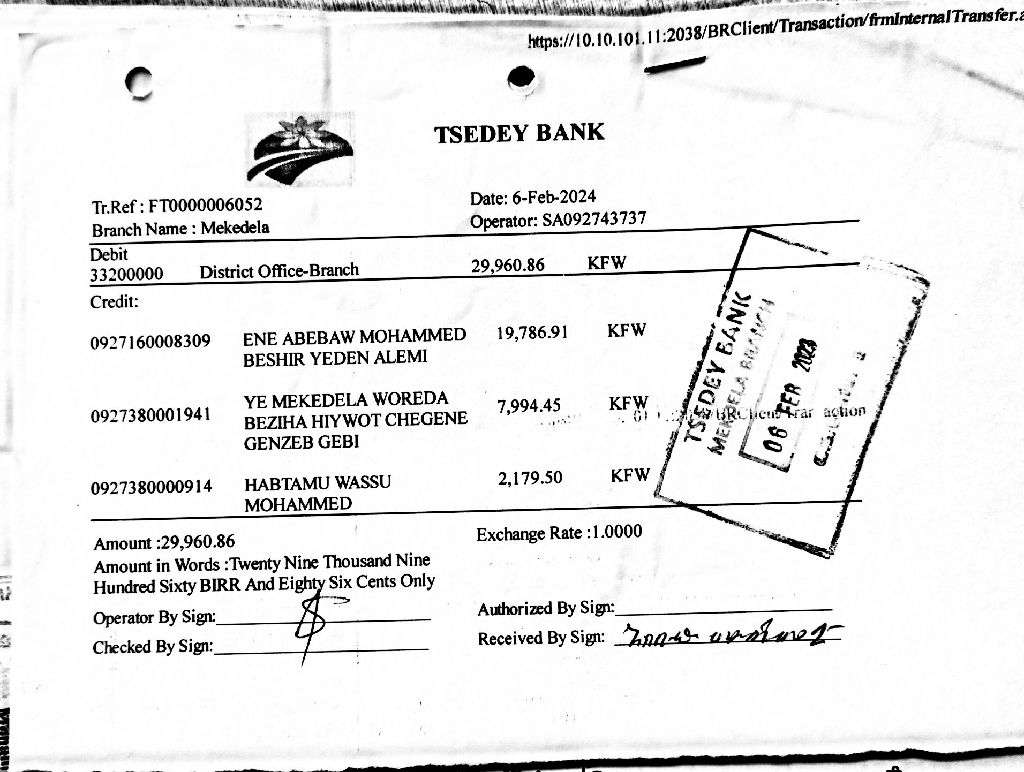 https://10.10.101.11:2038/BRClient/Transaction/frmInternalTransfer.a
TSEDEY BANK
Tr.Ref : FT0000006052
Date: 6-Feb-2024
Branch Name : Mekedela
Operator: SA092743737
Debit
33200000 District Office-Branch 29,960.86 KFW
Credit:
0927160008309 ENE ABEBAW MOHAMMED BESHIR YEDEN ALEMI 19,786.91 KFW
0927380001941 YE MEKEDELA WOREDA BEZIHA HIYWOT CHEGENE GENZEB GEBI 7,994.45 KFW
0927380000914 HABTAMU WASSU MOHAMMED 2,179.50 KFW
TSEDEY BANK
MEKEDELA BRANCH
06 FEB 2023
/BRClient/Transaction
Amount :29,960.86
Exchange Rate :1.0000
Amount in Words :Twenty Nine Thousand Nine
Hundred Sixty BIRR And Eighty Six Cents Only
Operator By Sign:
Authorized By Sign:
Checked By Sign:
Received By Sign: